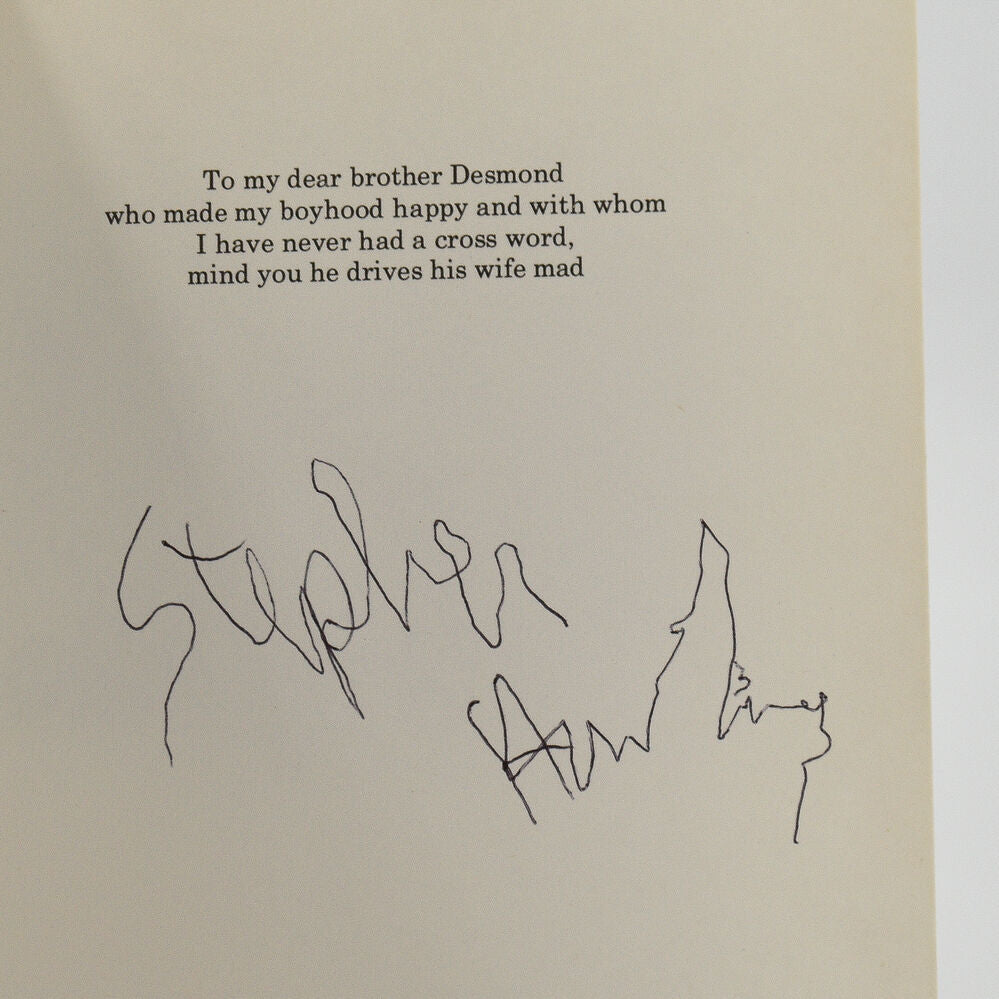 To my dear brother Desmond
who made my boyhood happy and with whom
I have never had a cross word,
mind you he drives his wife mad
Stephen
Hawking